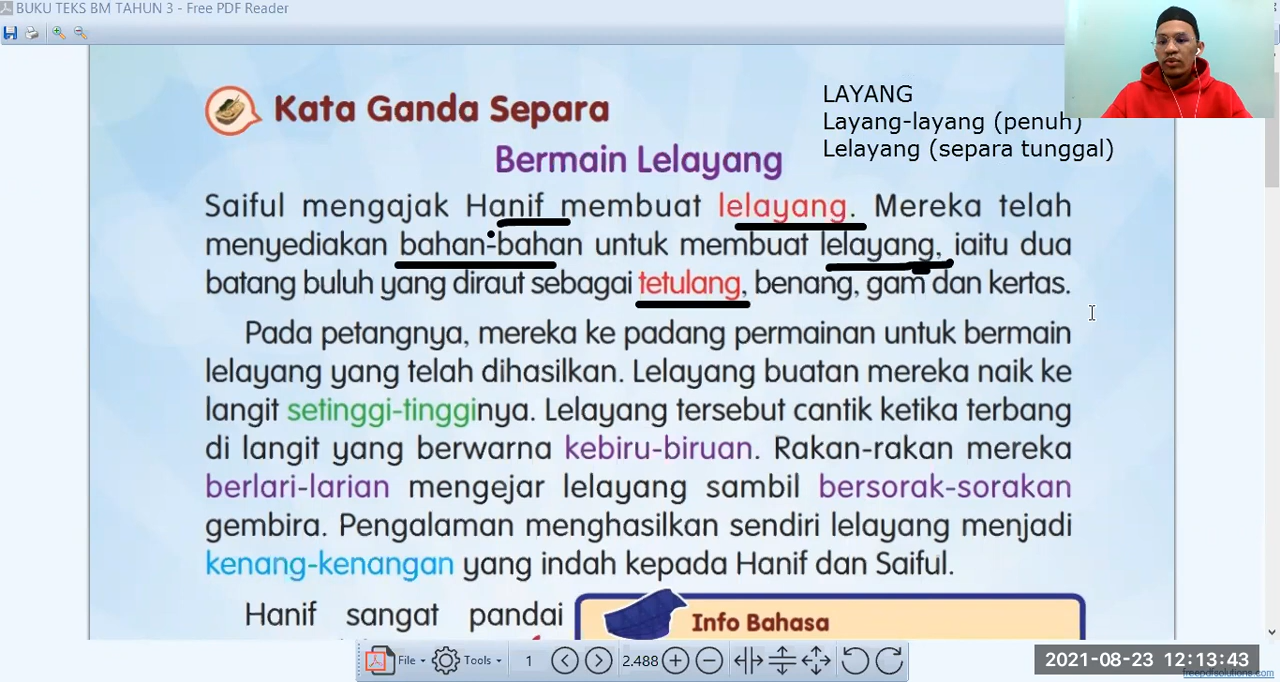 BUKU TEKS BM TAHUN 3 - Free PDF Reader
Kata Ganda Separa
LAYANG
Layang-layang (penuh)
Lelayang (separa tunggal)
Bermain Lelayang
Saiful mengajak Hanif membuat lelayang. Mereka telah
menyediakan bahan-bahan untuk membuat lelayang, iaitu dua
batang buluh yang diraut sebagai tetulang, benang, gam dan kertas.
Pada petangnya, mereka ke padang permainan untuk bermain
lelayang yang telah dihasilkan. Lelayang buatan mereka naik ke
langit setinggi-tingginya. Lelayang tersebut cantik ketika terbang
di langit yang berwarna kebiru-biruan. Rakan-rakan mereka
berlari-larian mengejar lelayang sambil bersorak-sorakan
gembira. Pengalaman menghasilkan sendiri lelayang menjadi
kenang-kenangan yang indah kepada Hanif dan Saiful.
Hanif sangat pandai
Info Bahasa
File Tools 1 2.488
2021-08-23 12:13:43
freepdfsolutions.com